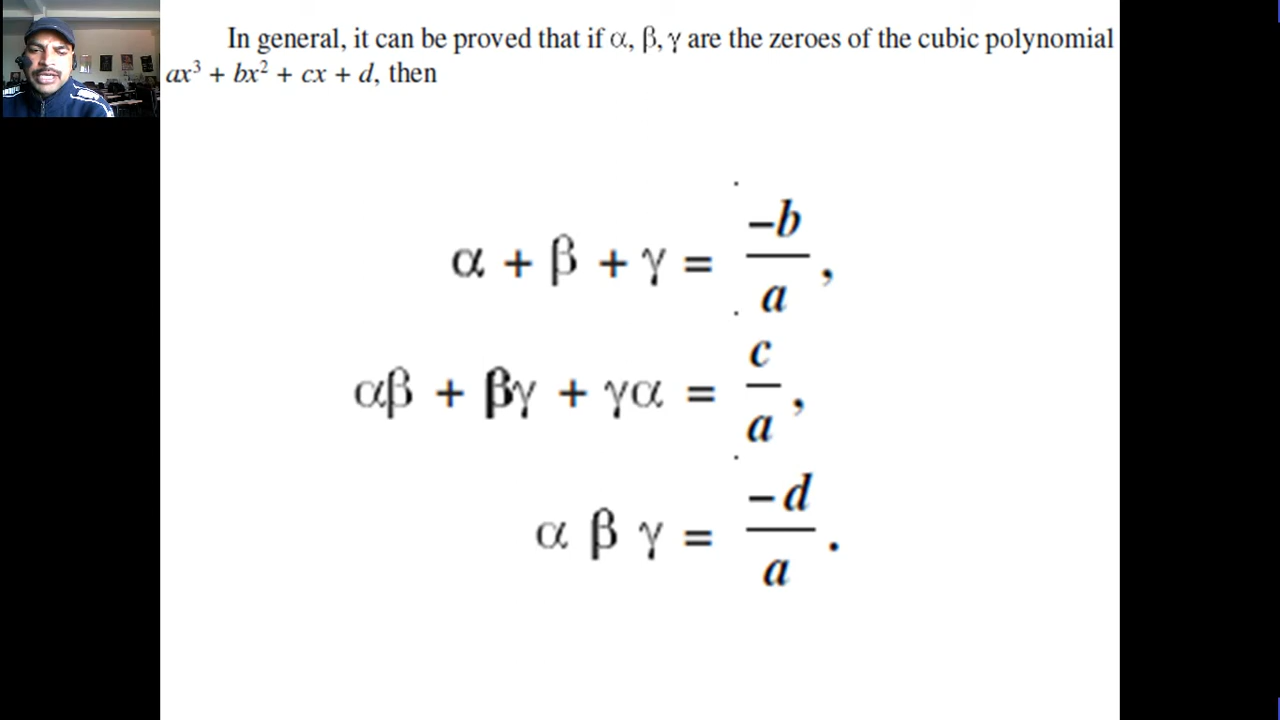 In general, it can be proved that if α, β, γ are the zeroes of the cubic polynomial
ax³ + bx² + cx + d, then
α + β + γ = −b/a,
αβ + βγ + γα = c/a,
α β γ = −d/a.